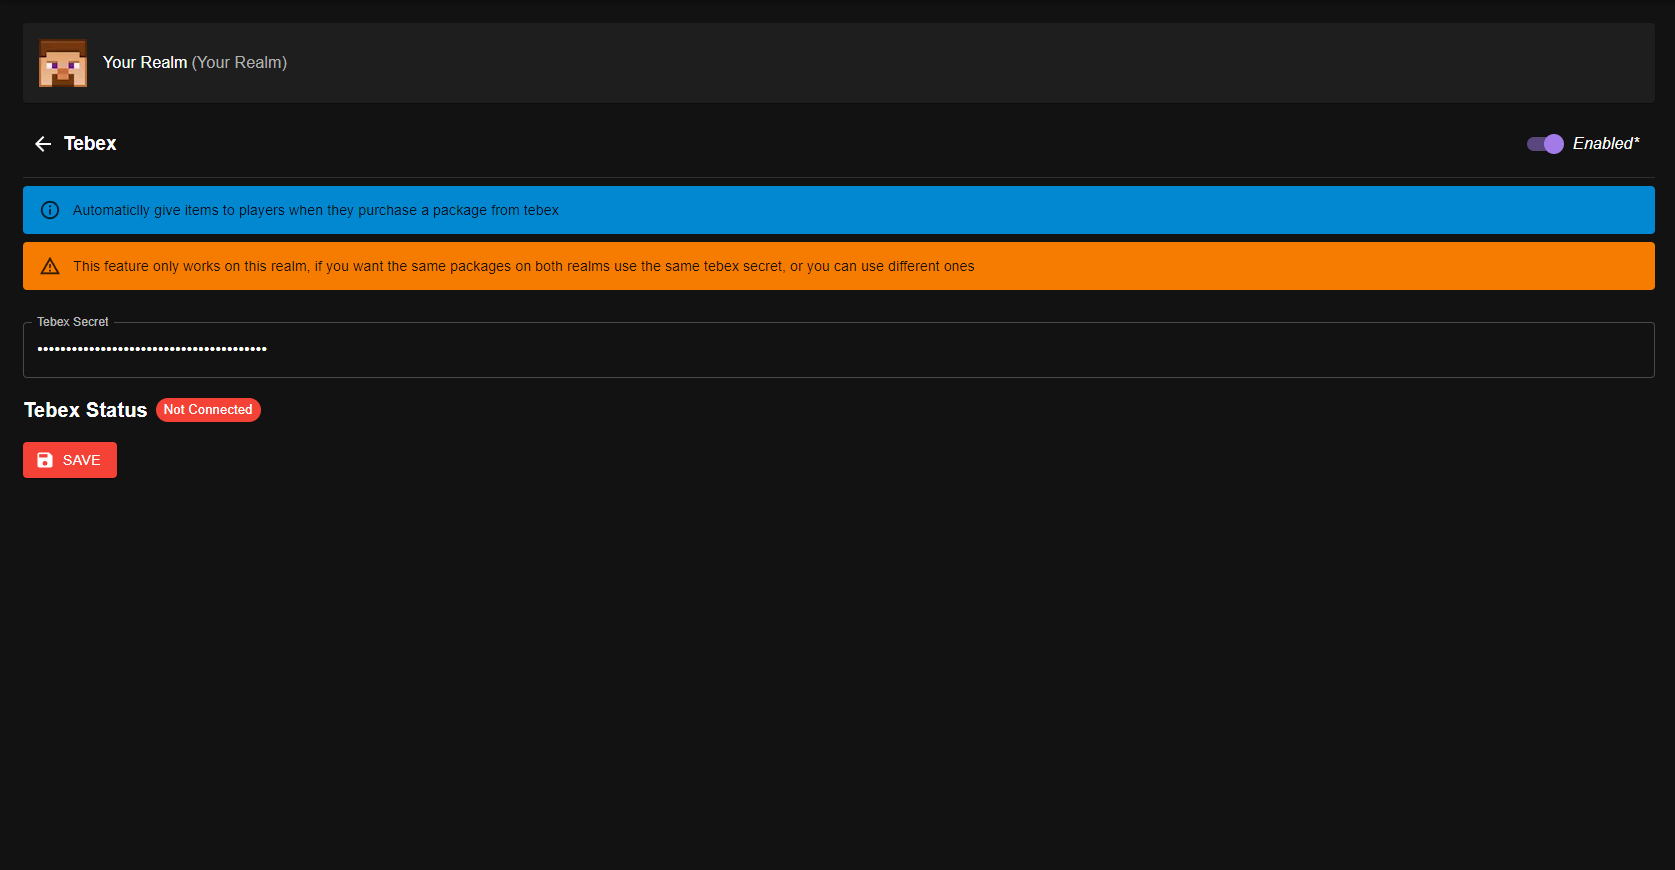 Your Realm (Your Realm)
Tebex
Enabled*
Automaticlly give items to players when they purchase a package from tebex
This feature only works on this realm, if you want the same packages on both realms use the same tebex secret, or you can use different ones
Tebex Secret
••••••••••••••••••••••••••••••••••••••••
Tebex Status Not Connected
SAVE